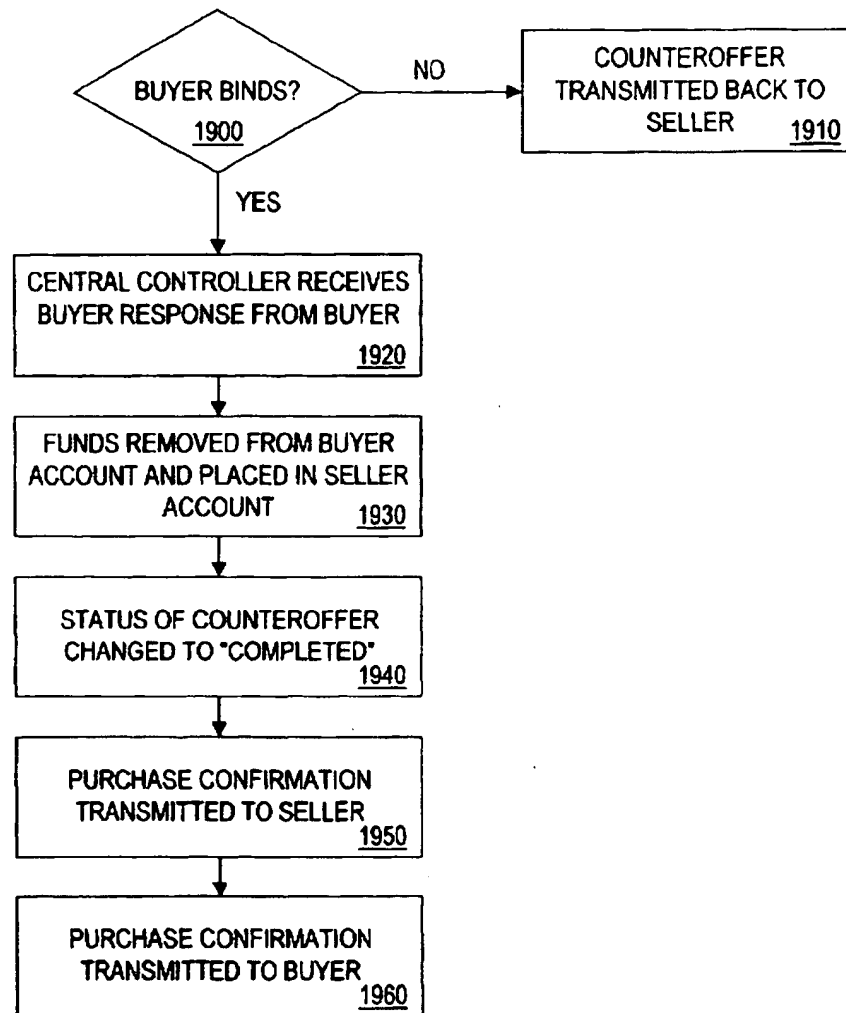 BUYER BINDS?
1900
NO
COUNTEROFFER
TRANSMITTED BACK TO
SELLER
1910
YES
CENTRAL CONTROLLER RECEIVES
BUYER RESPONSE FROM BUYER
1920
FUNDS REMOVED FROM BUYER
ACCOUNT AND PLACED IN SELLER
ACCOUNT
1930
STATUS OF COUNTEROFFER
CHANGED TO "COMPLETED"
1940
PURCHASE CONFIRMATION
TRANSMITTED TO SELLER
1950
PURCHASE CONFIRMATION
TRANSMITTED TO BUYER
1960